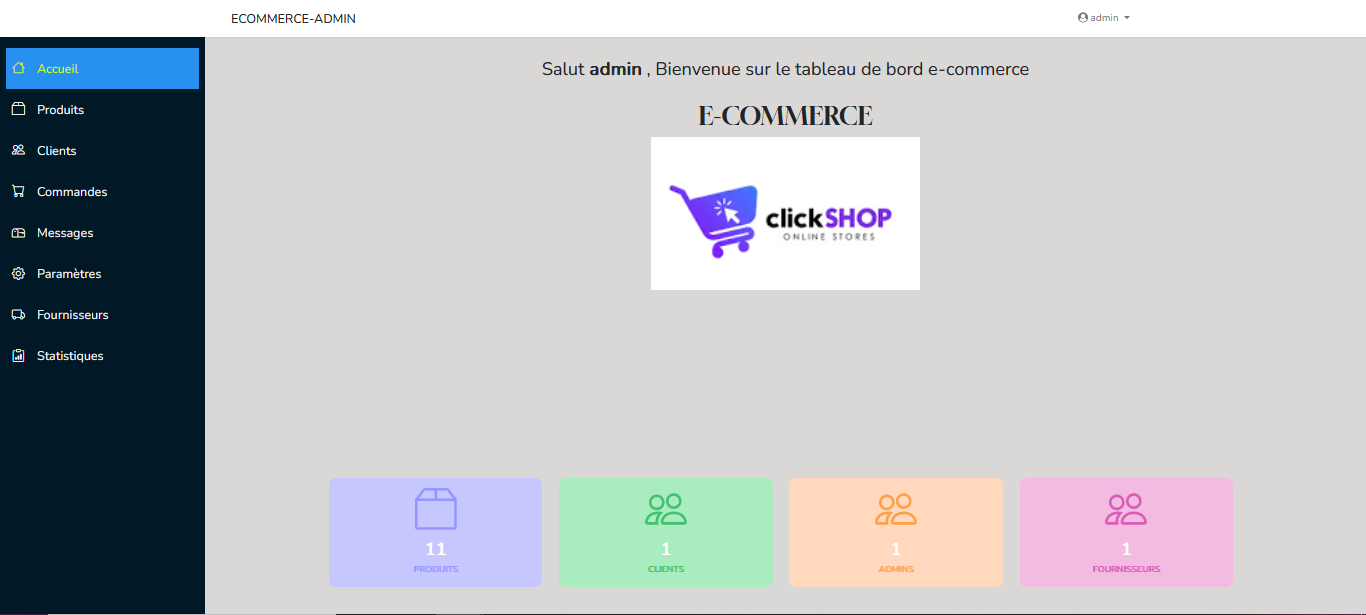 ECOMMERCE-ADMIN
admin
Accueil
Produits
Clients
Commandes
Messages
Paramètres
Fournisseurs
Statistiques
Salut admin , Bienvenue sur le tableau de bord e-commerce
E-COMMERCE
clickSHOP
ONLINE STORES
11
PRODUITS
1
CLIENTS
1
ADMINS
1
FOURNISSEURS